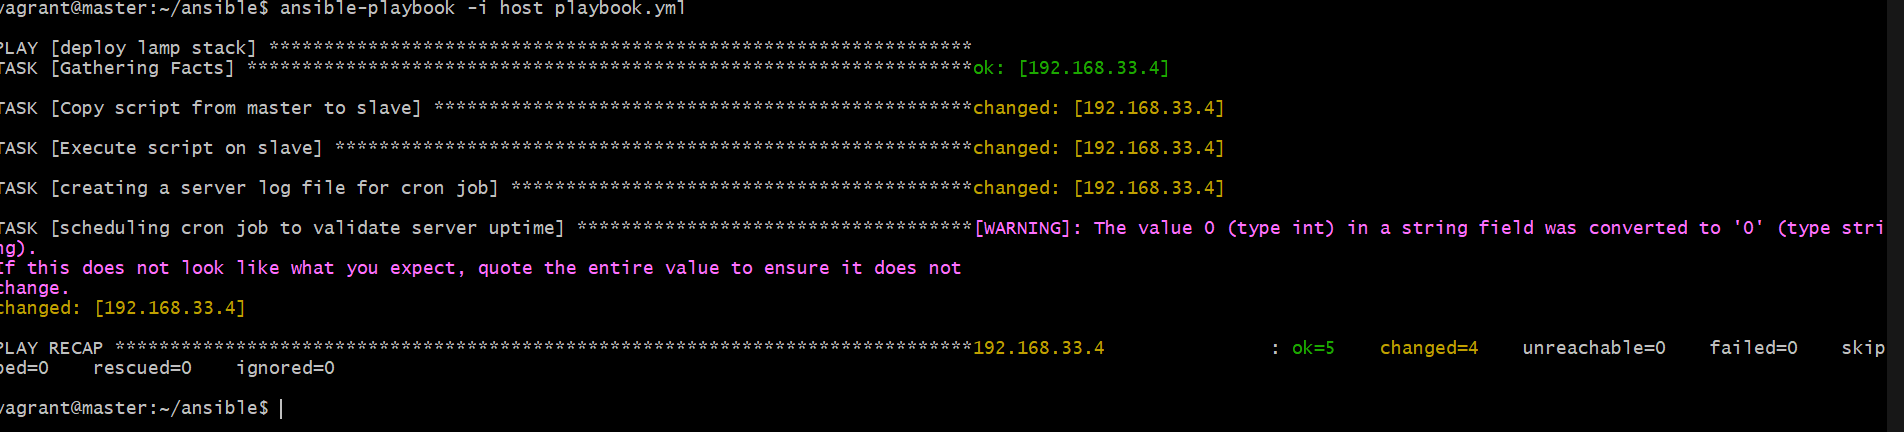 vagrant@master:~/ansible$ ansible-playbook -i host playbook.yml
PLAY [deploy lamp stack] ****************************************************************
TASK [Gathering Facts] ******************************************************************ok: [192.168.33.4]
TASK [Copy script from master to slave] *************************************************changed: [192.168.33.4]
TASK [Execute script on slave] **********************************************************changed: [192.168.33.4]
TASK [creating a server log file for cron job] ******************************************changed: [192.168.33.4]
TASK [scheduling cron job to validate server uptime] ************************************[WARNING]: The value 0 (type int) in a string field was converted to '0' (type stri
ng).
If this does not look like what you expect, quote the entire value to ensure it does not
change.
changed: [192.168.33.4]
PLAY RECAP ******************************************************************************192.168.33.4               : ok=5    changed=4    unreachable=0    failed=0    skip
ped=0    rescued=0    ignored=0
vagrant@master:~/ansible$